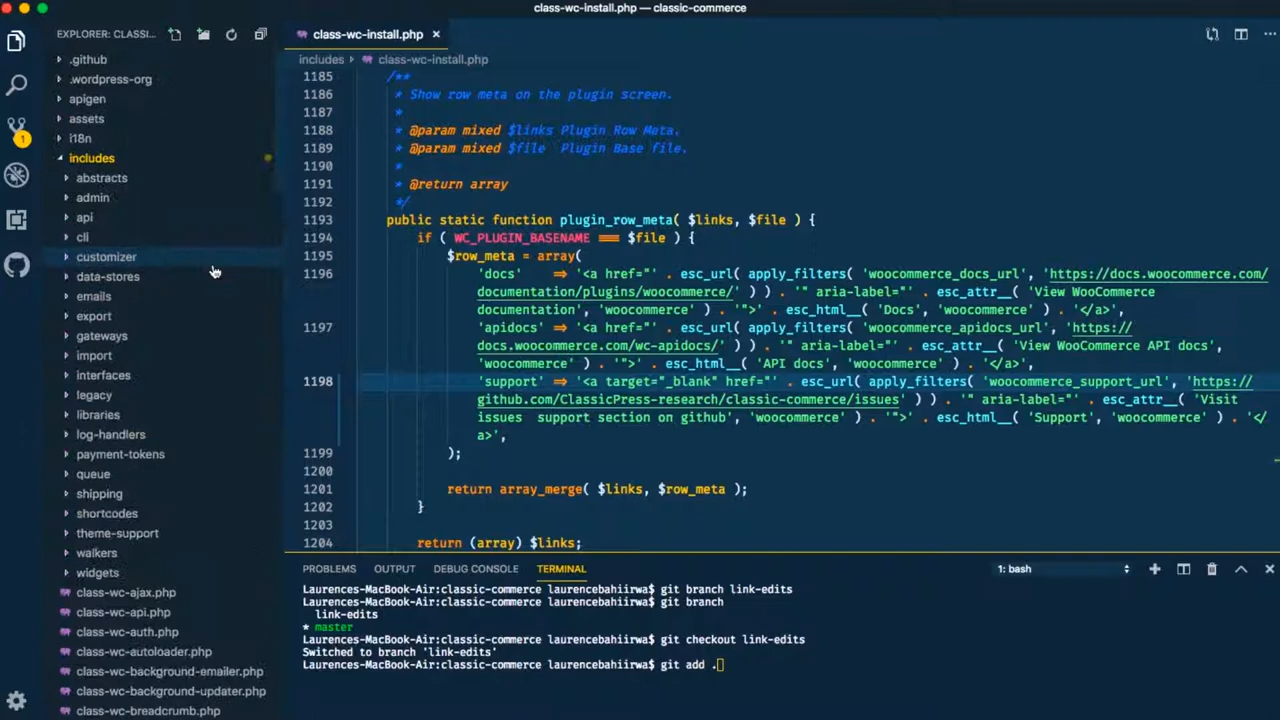 class-wc-install.php — classic-commerce
EXPLORER: CLASSI...
class-wc-install.php ×
includes class-wc-install.php
.github
.wordpress-org
apigen
assets
i18n
includes
abstracts
admin
api
cli
customizer
data-stores
emails
export
gateways
import
interfaces
legacy
libraries
log-handlers
payment-tokens
queue
shipping
shortcodes
theme-support
walkers
widgets
class-wc-ajax.php
class-wc-api.php
class-wc-auth.php
class-wc-autoloader.php
class-wc-background-emailer.php
class-wc-background-updater.php
class-wc-breadcrumb.php
1
1185 /**
1186 * Show row meta on the plugin screen.
1187 *
1188 * @param mixed $links Plugin Row Meta.
1189 * @param mixed $file  Plugin Base file.
1190 *
1191 * @return array
1192 */
1193 public static function plugin_row_meta( $links, $file ) {
1194 if ( WC_PLUGIN_BASENAME === $file ) {
1195 $row_meta = array(
1196 'docs'    => '<a href="' . esc_url( apply_filters( 'woocommerce_docs_url', 'https://docs.woocommerce.com/
documentation/plugins/woocommerce/' ) ) . '" aria-label="' . esc_attr__( 'View WooCommerce
documentation', 'woocommerce' ) . '">' . esc_html__( 'Docs', 'woocommerce' ) . '</a>',
1197 'apidocs' => '<a href="' . esc_url( apply_filters( 'woocommerce_apidocs_url', 'https://
docs.woocommerce.com/wc-apidocs/' ) ) . '" aria-label="' . esc_attr__( 'View WooCommerce API docs',
'woocommerce' ) . '">' . esc_html__( 'API docs', 'woocommerce' ) . '</a>',
1198 'support' => '<a target="_blank" href="' . esc_url( apply_filters( 'woocommerce_support_url', 'https://
github.com/ClassicPress-research/classic-commerce/issues' ) ) . '" aria-label="' . esc_attr__( 'Visit
issues  support section on github', 'woocommerce' ) . '">' . esc_html__( 'Support', 'woocommerce' ) . '</
a>',
1199 );
1200
1201 return array_merge( $links, $row_meta );
1202 }
1203
1204 return (array) $links;
PROBLEMS OUTPUT DEBUG CONSOLE TERMINAL 1: bash
Laurences-MacBook-Air:classic-commerce laurencebahiirwa$ git branch link-edits
Laurences-MacBook-Air:classic-commerce laurencebahiirwa$ git branch
link-edits
* master
Laurences-MacBook-Air:classic-commerce laurencebahiirwa$ git checkout link-edits
Switched to branch 'link-edits'
Laurences-MacBook-Air:classic-commerce laurencebahiirwa$ git add .